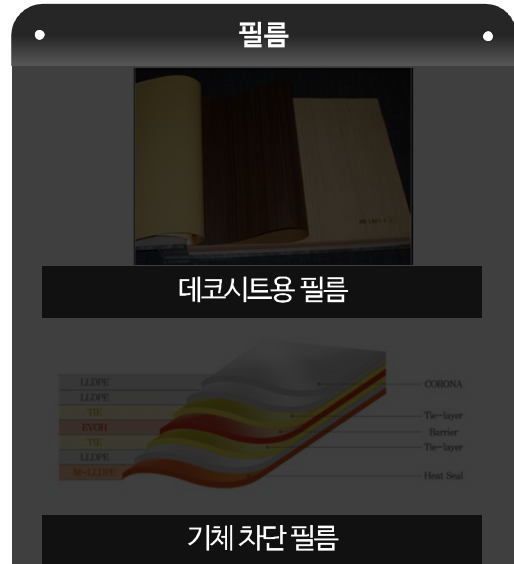 필름
데코시트용 필름
LLDPE
LLDPE
TIE
EVOH
TIE
LLDPE
M-LLDPE
CORONA
Tie-layer
Barrier
Tie-layer
Heat Seal
기체 차단 필름